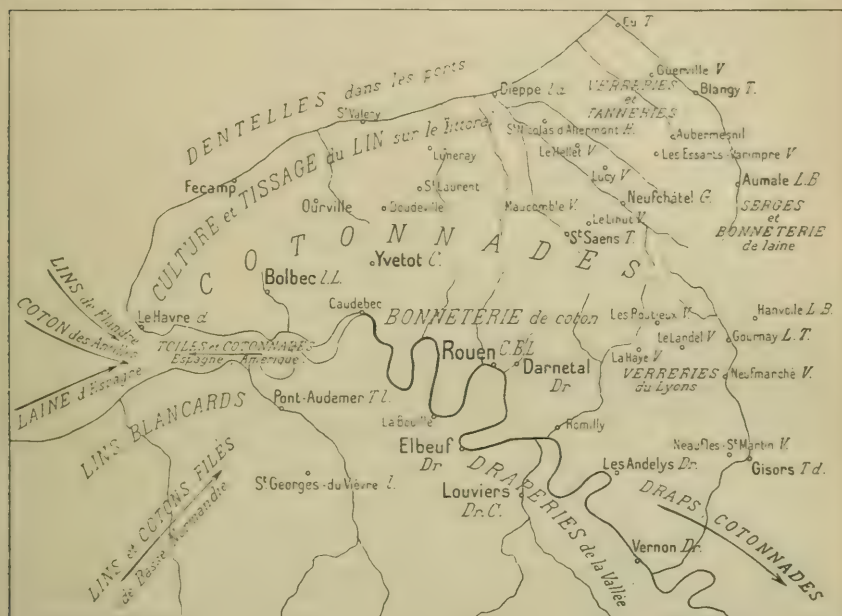 Eu T
Guerville V
Blangy T.
VERRERIES
et
TANNERIES
DENTELLES dans les ports
Dieppe
St Valery
St Nicolas d'Aliermont H.
Aubermesnil
CULTURE et TISSAGE du LIN sur le littoral
Luneray
V
Les Essarts-Varimpre V
Lucy V
Aumale L.B
Fecamp
St Laurent
Neufchâtel G.
SERGES
et
BONNETERIE
de laine
Ourville
Doudeville
Maucomble V.
V
St Saens T.
COTONNADES
Yvetot C.
Bolbec l.L.
LINS de Flandre
COTON des Antilles
LAINE d'Espagne
Le Havre d
Caudebec
BONNETERIE de coton
V
Hanvoile L B.
Le Landel V
Gournay L.T.
TOILES et COTONNADES
Espagne Amérique
Rouen C.B.L
La Haye V
Darnetal
Dr
VERRERIES
du Lyons
Neufmarché V.
LINS BLANCARDS
Pont-Audemer T l.
La Bouille
Romilly
Elbeuf
Dr
Neaufles-St Martin V.
Gisors T d.
St Georges-du-Vièvre l.
Les Andelys Dr.
Louviers
Dr. C.
DRAPERIES de la Vallée
DRAPS, COTONNADES
LINS et COTONS FILÉS
de Basse Normandie
Vernon Dr.